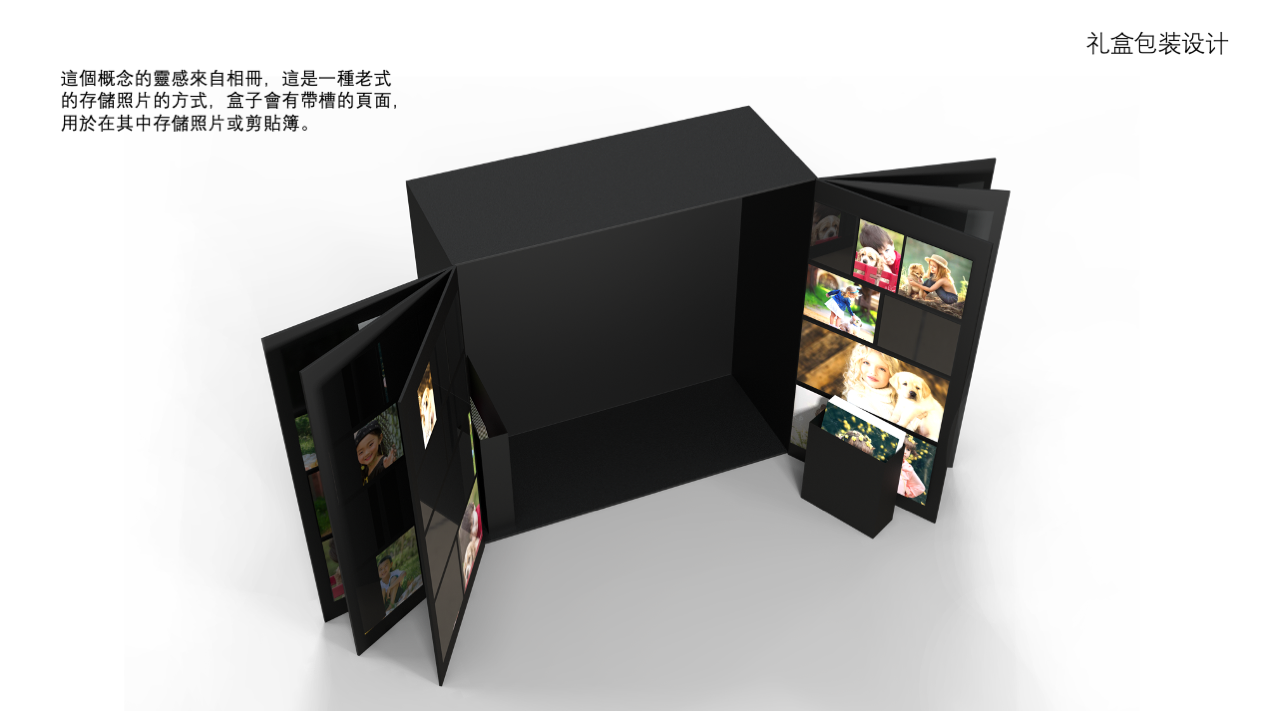 礼盒包装设计
這個概念的靈感來自相冊，這是一種老式
的存儲照片的方式，盒子會有帶槽的頁面，
用於在其中存儲照片或剪貼簿。